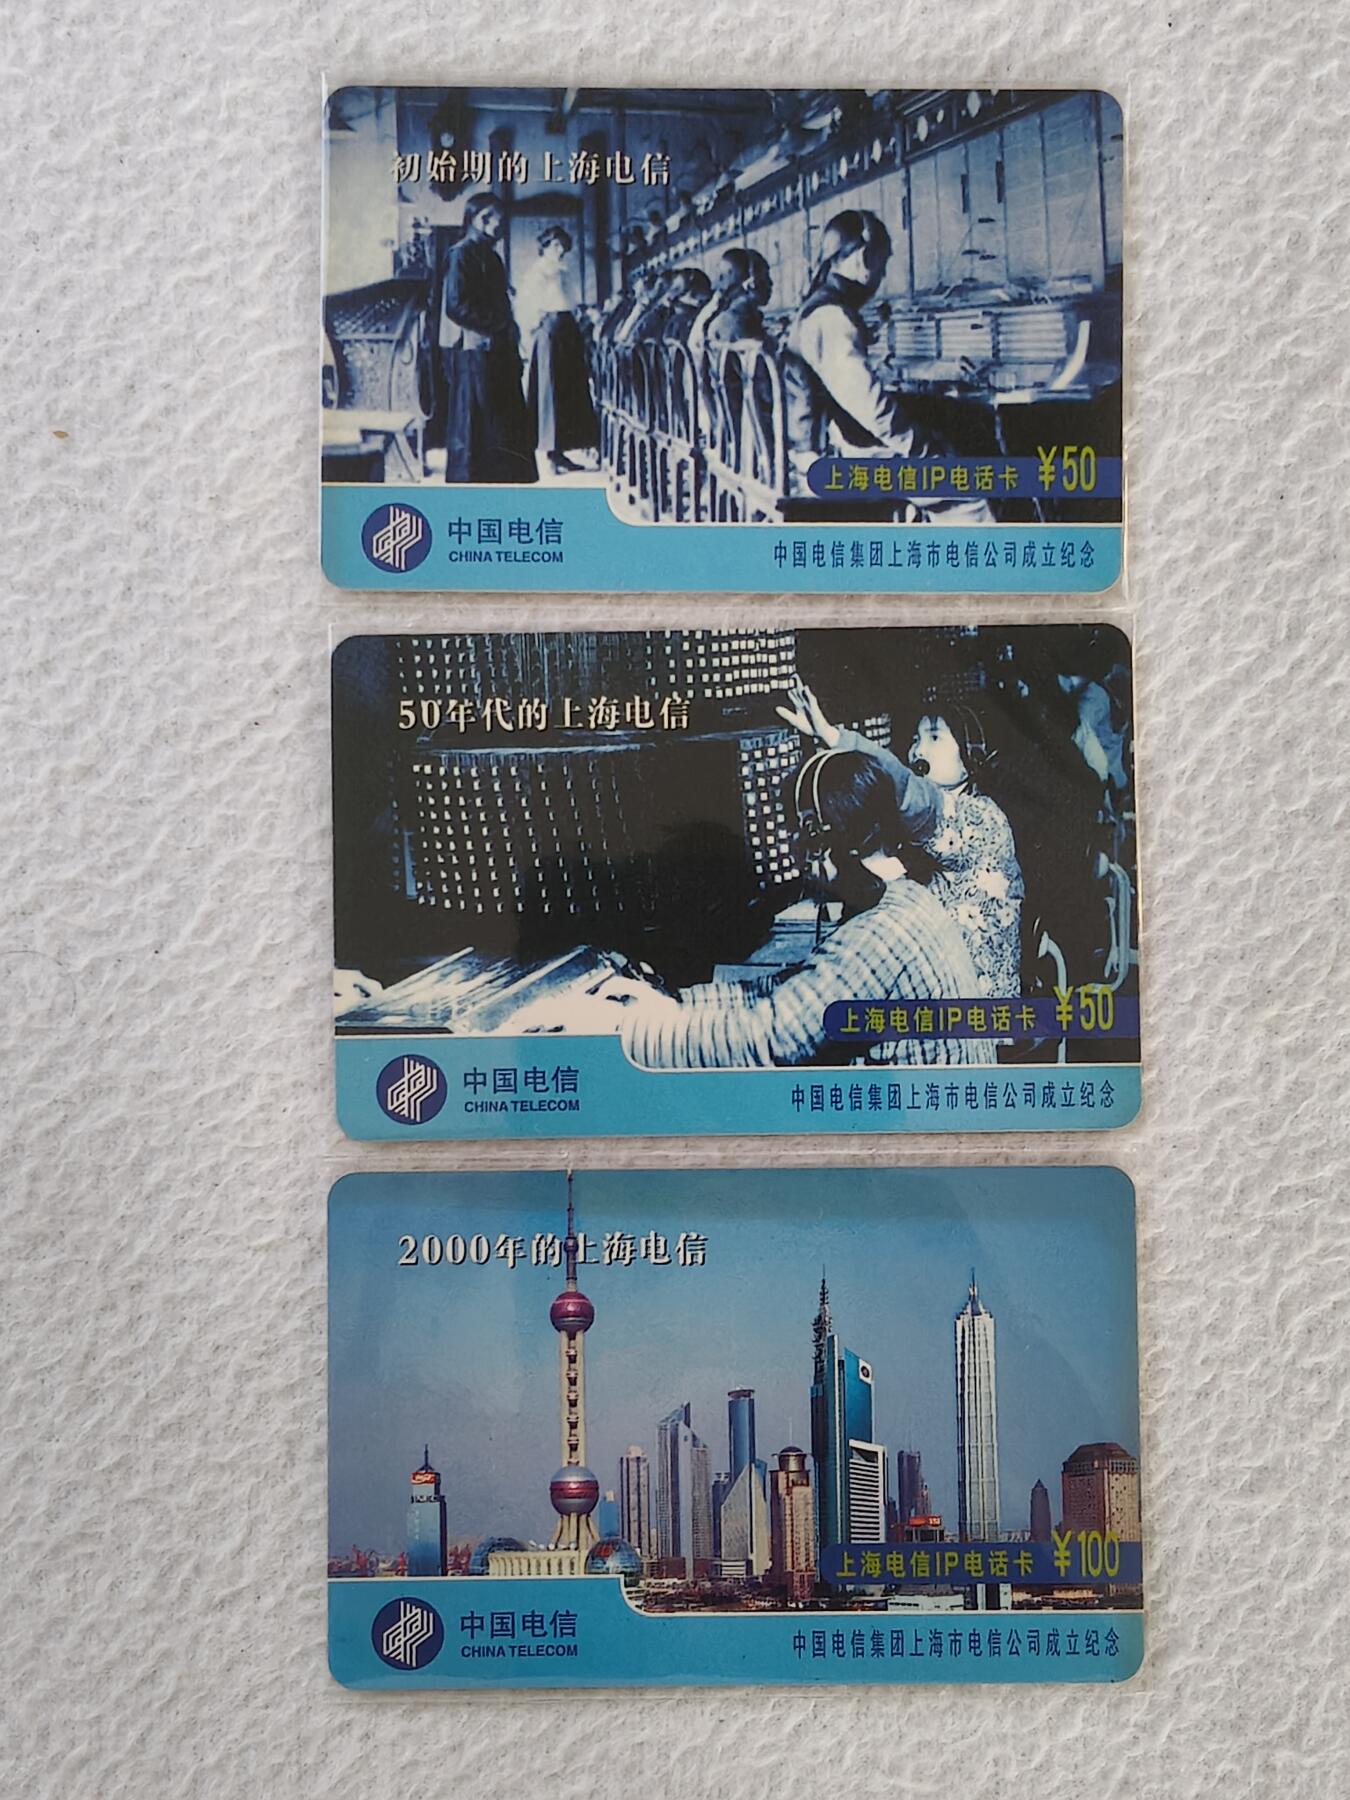 初始期的上海电信
上海电信IP电话卡 ¥50
中国电信
CHINA TELECOM
中国电信集团上海市电信公司成立纪念
50年代的上海电信
上海电信IP电话卡 ¥50
中国电信
CHINA TELECOM
中国电信集团上海市电信公司成立纪念
2000年的上海电信
上海电信IP电话卡 ¥100
中国电信
CHINA TELECOM
中国电信集团上海市电信公司成立纪念